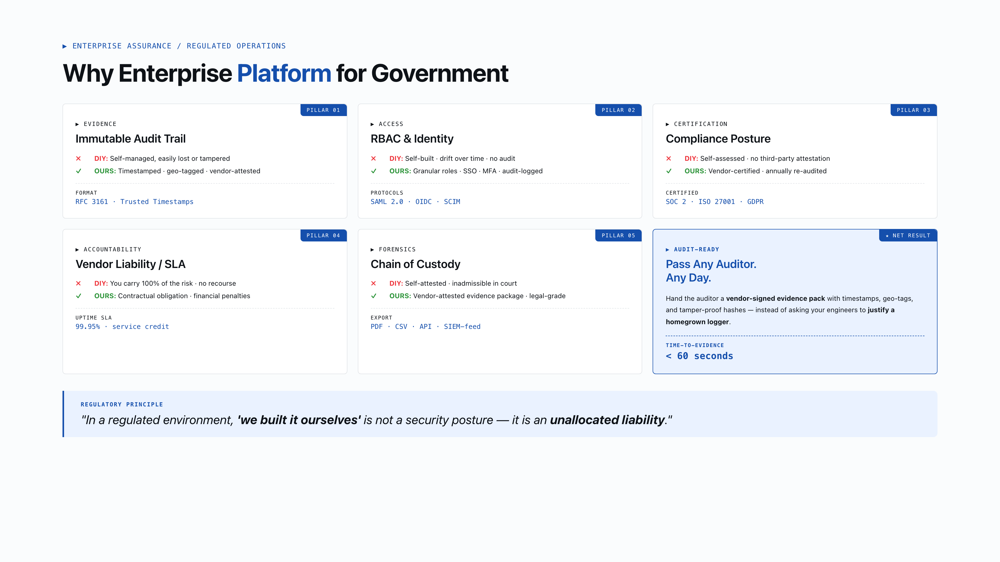 ▶ ENTERPRISE ASSURANCE / REGULATED OPERATIONS
Why Enterprise Platform for Government
PILLAR 01
▶ EVIDENCE
Immutable Audit Trail
✕ DIY: Self-managed, easily lost or tampered
✓ OURS: Timestamped · geo-tagged · vendor-attested
FORMAT
RFC 3161 · Trusted Timestamps
PILLAR 02
▶ ACCESS
RBAC & Identity
✕ DIY: Self-built · drift over time · no audit
✓ OURS: Granular roles · SSO · MFA · audit-logged
PROTOCOLS
SAML 2.0 · OIDC · SCIM
PILLAR 03
▶ CERTIFICATION
Compliance Posture
✕ DIY: Self-assessed · no third-party attestation
✓ OURS: Vendor-certified · annually re-audited
CERTIFIED
SOC 2 · ISO 27001 · GDPR
PILLAR 04
▶ ACCOUNTABILITY
Vendor Liability / SLA
✕ DIY: You carry 100% of the risk · no recourse
✓ OURS: Contractual obligation · financial penalties
UPTIME SLA
99.95% · service credit
PILLAR 05
▶ FORENSICS
Chain of Custody
✕ DIY: Self-attested · inadmissible in court
✓ OURS: Vendor-attested evidence package · legal-grade
EXPORT
PDF · CSV · API · SIEM-feed
★ NET RESULT
▶ AUDIT-READY
Pass Any Auditor.
Any Day.
Hand the auditor a vendor-signed evidence pack with timestamps, geo-tags,
and tamper-proof hashes — instead of asking your engineers to justify a
homegrown logger.
TIME-TO-EVIDENCE
< 60 seconds
REGULATORY PRINCIPLE
"In a regulated environment, 'we built it ourselves' is not a security posture — it is an unallocated liability."